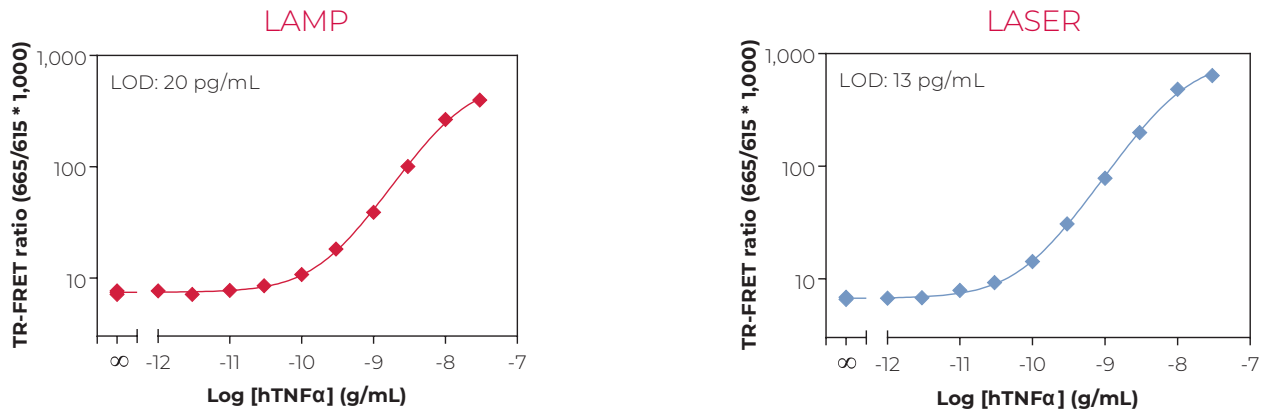 LAMP
TR-FRET ratio (665/615 * 1,000)
1,000
100
10
LOD: 20 pg/mL
∞ -12 -11 -10 -9 -8 -7
Log [hTNFα] (g/mL)
LASER
TR-FRET ratio (665/615 * 1,000)
1,000
100
10
LOD: 13 pg/mL
∞ -12 -11 -10 -9 -8 -7
Log [hTNFα] (g/mL)